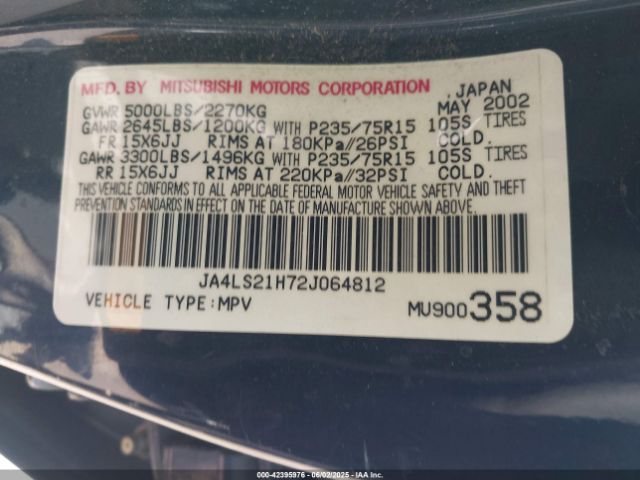 MFD. BY MITSUBISHI MOTORS CORPORATION , JAPAN
GVWR 5000LBS/2270KG MAY 2002
GAWR 2645LBS/1200KG WITH P235/75R15 105S TIRES
FR 15X6JJ RIMS AT 180KPa/26PSI COLD.
GAWR 3300LBS/1496KG WITH P235/75R15 105S TIRES
RR 15X6JJ RIMS AT 220KPa/32PSI COLD.
THIS VEHICLE CONFORMS TO ALL APPLICABLE FEDERAL MOTOR VEHICLE SAFETY AND THEFT
PREVENTION STANDARDS IN EFFECT ON THE DATE OF MANUFACTURE SHOWN ABOVE.
JA4LS21H72J064812
VEHICLE TYPE:MPV MU900358
© 000-42395976 | 06/02/2025 | IAAI.COM